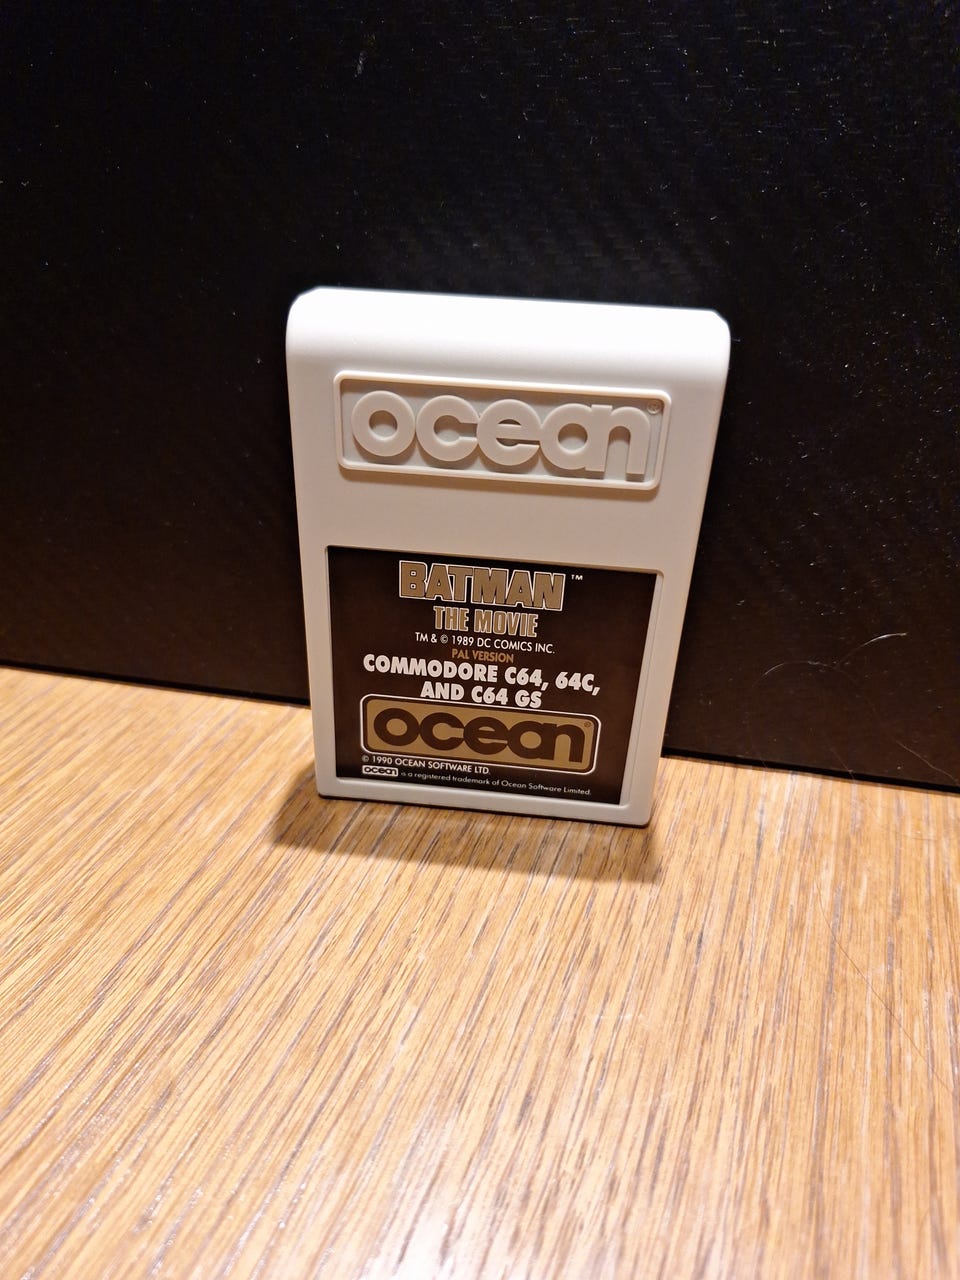 ocean®
BATMAN™
THE MOVIE
TM & © 1989 DC COMICS INC.
PAL VERSION
COMMODORE C64, 64C,
AND C64 GS
ocean®
© 1990 OCEAN SOFTWARE LTD.
ocean is a registered trademark of Ocean Software Limited.